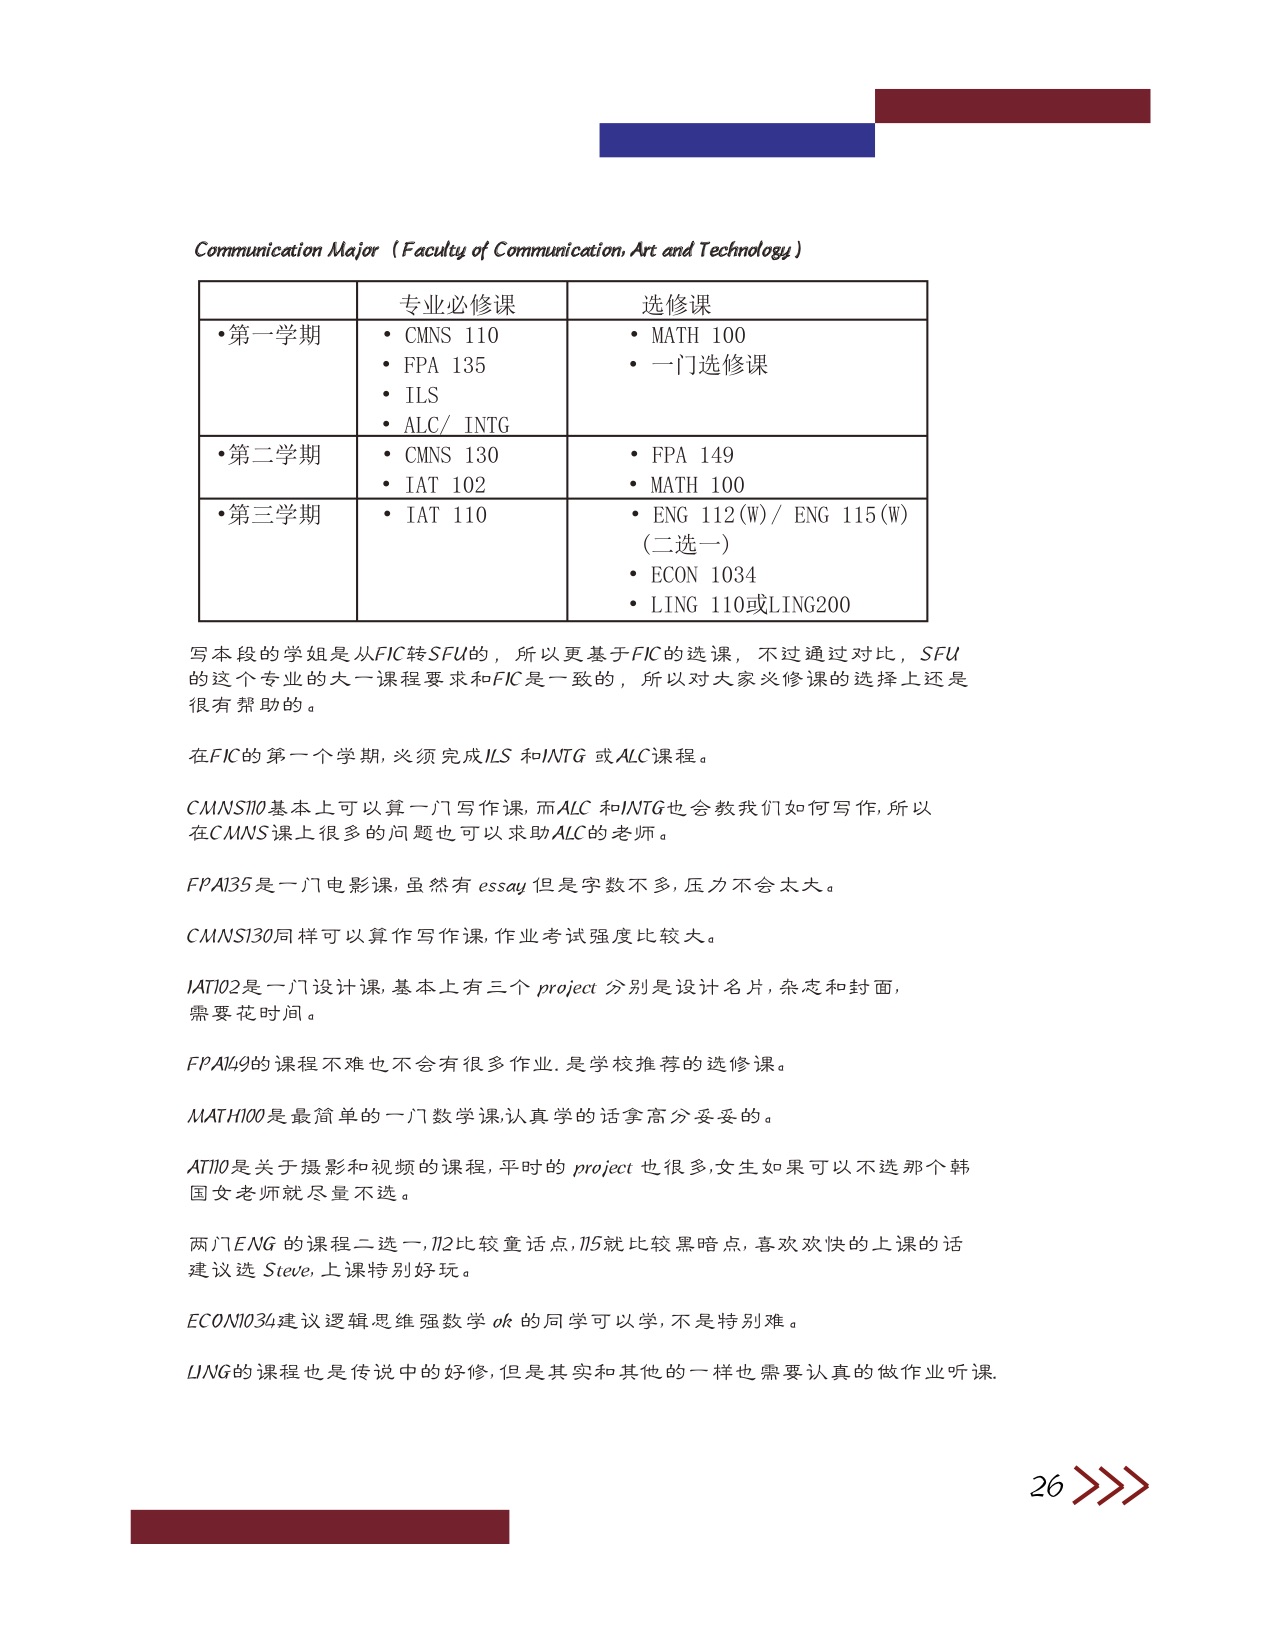 Communication Major（Faculty of Communication, Art and Technology）
专业必修课 选修课
•第一学期 • CMNS 110 • MATH 100
• FPA 135 • 一门选修课
• ILS
• ALC/ INTG
•第二学期 • CMNS 130 • FPA 149
• IAT 102 • MATH 100
•第三学期 • IAT 110 • ENG 112(W)/ ENG 115(W)
(二选一)
• ECON 1034
• LING 110或LING200
写本段的学姐是从FIC转SFU的，所以更基于FIC的选课，不过通过对比，SFU
的这个专业的大一课程要求和FIC是一致的，所以对大家必修课的选择上还是
很有帮助的。
在FIC的第一个学期,必须完成ILS 和INTG 或ALC课程。
CMNS110基本上可以算一门写作课,而ALC 和INTG也会教我们如何写作,所以
在CMNS课上很多的问题也可以求助ALC的老师。
FPA135是一门电影课,虽然有 essay 但是字数不多,压力不会太大。
CMNS130同样可以算作写作课,作业考试强度比较大。
IAT102是一门设计课,基本上有三个 project 分别是设计名片,杂志和封面,
需要花时间。
FPA149的课程不难也不会有很多作业.是学校推荐的选修课。
MATH100是最简单的一门数学课,认真学的话拿高分妥妥的。
AT110是关于摄影和视频的课程,平时的 project 也很多,女生如果可以不选那个韩
国女老师就尽量不选。
两门ENG 的课程二选一,112比较童话点,115就比较黑暗点,喜欢欢快的上课的话
建议选 Steve,上课特别好玩。
ECON1034建议逻辑思维强数学 ok 的同学可以学,不是特别难。
LING的课程也是传说中的好修,但是其实和其他的一样也需要认真的做作业听课.
26